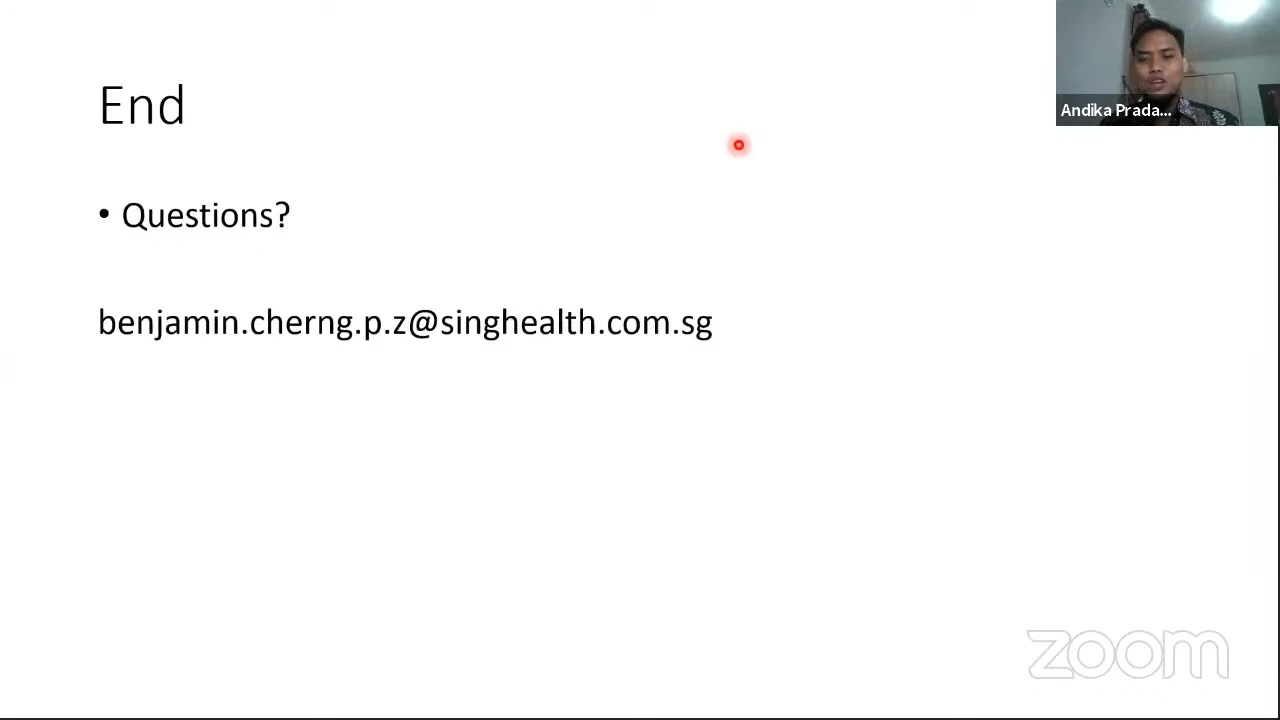 End
Andika Prada...
• Questions?
benjamin.cherng.p.z@singhealth.com.sg
zoom